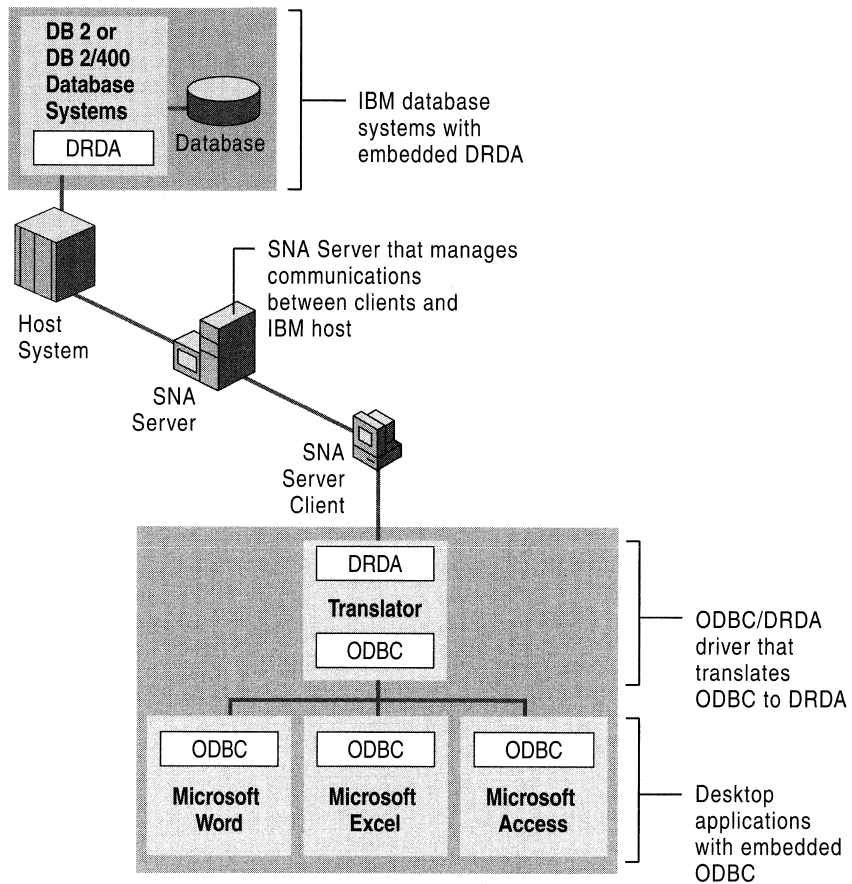 DB 2 or
DB 2/400
Database
Systems
DRDA
Database
IBM database
systems with
embedded DRDA
Host
System
SNA Server that manages
communications
between clients and
IBM host
SNA
Server
SNA
Server
Client
DRDA
Translator
ODBC
ODBC/DRDA
driver that
translates
ODBC to DRDA
ODBC
Microsoft
Word
ODBC
Microsoft
Excel
ODBC
Microsoft
Access
Desktop
applications
with embedded
ODBC